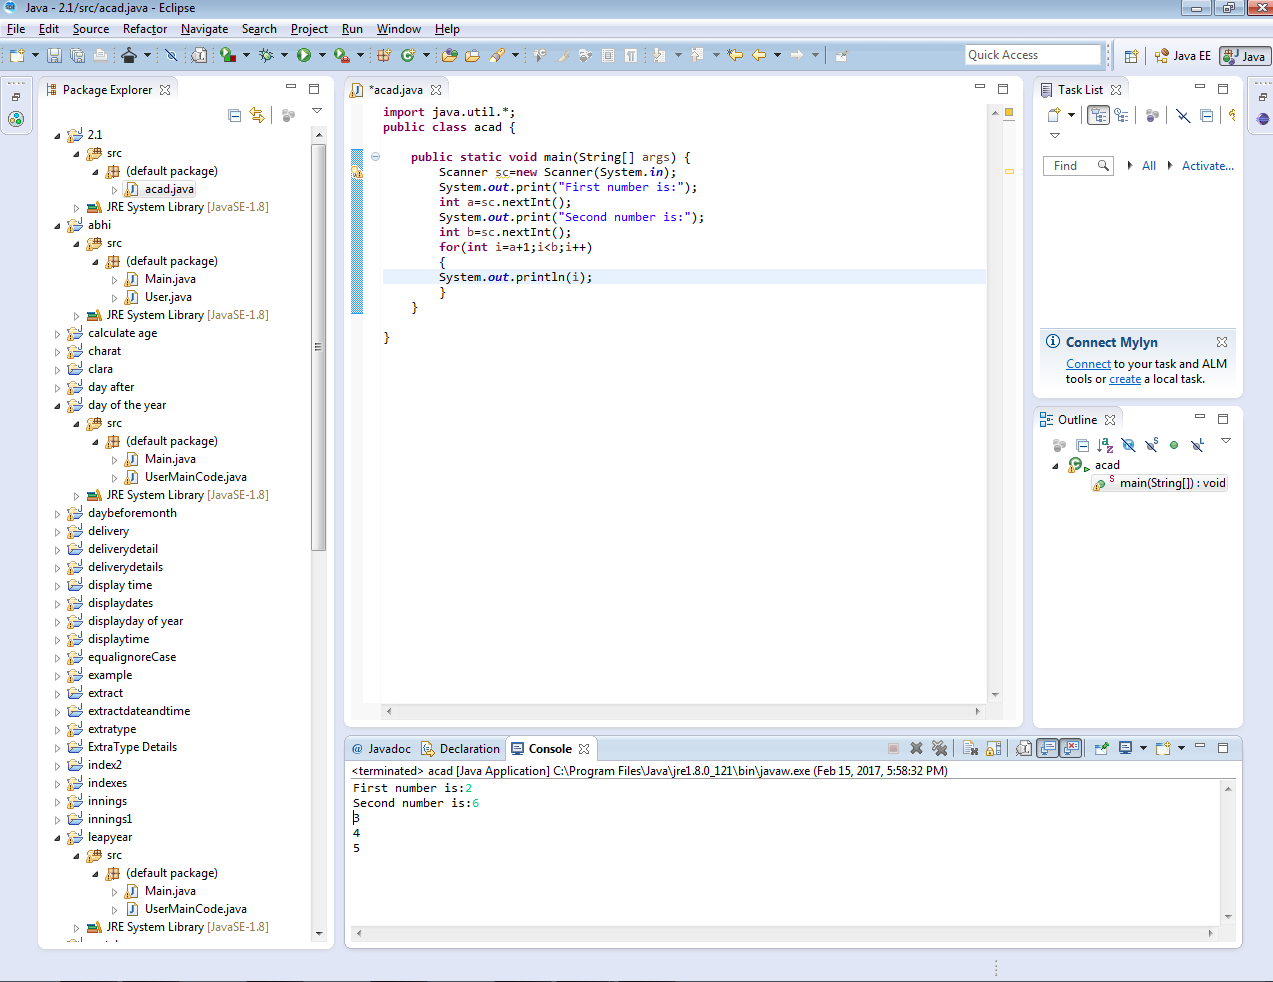 Java - 2.1/src/acad.java - Eclipse
File Edit Source Refactor Navigate Search Project Run Window Help
Quick Access
Java EE
Java
Package Explorer
2.1
src
(default package)
acad.java
JRE System Library [JavaSE-1.8]
abhi
src
(default package)
Main.java
User.java
JRE System Library [JavaSE-1.8]
calculate age
charat
clara
day after
day of the year
src
(default package)
Main.java
UserMainCode.java
JRE System Library [JavaSE-1.8]
daybeforemonth
delivery
deliverydetail
deliverydetails
display time
displaydates
displayday of year
displaytime
equalignoreCase
example
extract
extractdateandtime
extratype
ExtraType Details
index2
indexes
innings
innings1
leapyear
src
(default package)
Main.java
UserMainCode.java
JRE System Library [JavaSE-1.8]
*acad.java
import java.util.*;
public class acad {
public static void main(String[] args) {
Scanner sc=new Scanner(System.in);
System.out.print("First number is:");
int a=sc.nextInt();
System.out.print("Second number is:");
int b=sc.nextInt();
for(int i=a+1;i<b;i++)
{
System.out.println(i);
}
}
}
Task List
Find
All
Activate...
Connect Mylyn
Connect to your task and ALM
tools or create a local task.
Outline
acad
main(String[]) : void
@ Javadoc
Declaration
Console
<terminated> acad [Java Application] C:\Program Files\Java\jre1.8.0_121\bin\javaw.exe (Feb 15, 2017, 5:58:32 PM)
First number is:2
Second number is:6
3
4
5